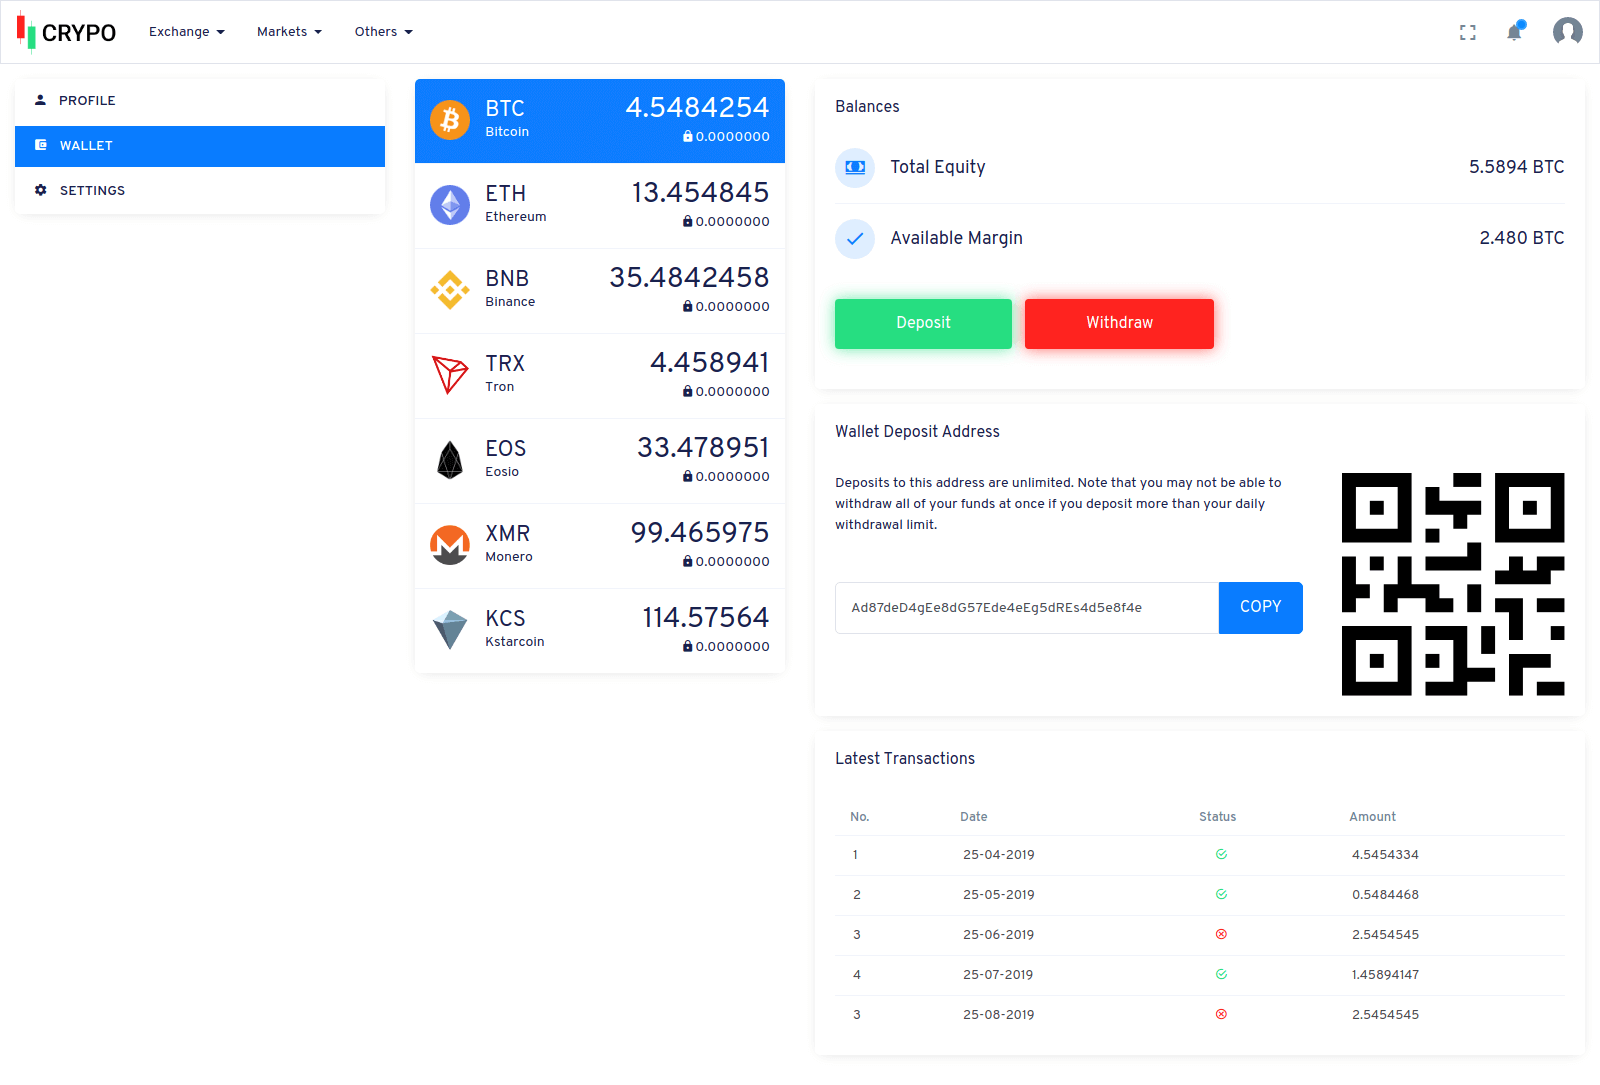 CRYPO
Exchange
Markets
Others
PROFILE
WALLET
SETTINGS
BTC
4.5484254
Bitcoin
0.0000000
ETH
13.454845
Ethereum
0.0000000
BNB
35.4842458
Binance
0.0000000
TRX
4.458941
Tron
0.0000000
EOS
33.478951
Eosio
0.0000000
XMR
99.465975
Monero
0.0000000
KCS
114.57564
Kstarcoin
0.0000000
Balances
Total Equity
5.5894 BTC
Available Margin
2.480 BTC
Deposit
Withdraw
Wallet Deposit Address
Deposits to this address are unlimited. Note that you may not be able to
withdraw all of your funds at once if you deposit more than your daily
withdrawal limit.
Ad87deD4gEe8dG57Ede4eEg5dREs4d5e8f4e
COPY
Latest Transactions
No. Date Status Amount
1 25-04-2019 4.5454334
2 25-05-2019 0.5484468
3 25-06-2019 2.5454545
4 25-07-2019 1.45894147
3 25-08-2019 2.5454545